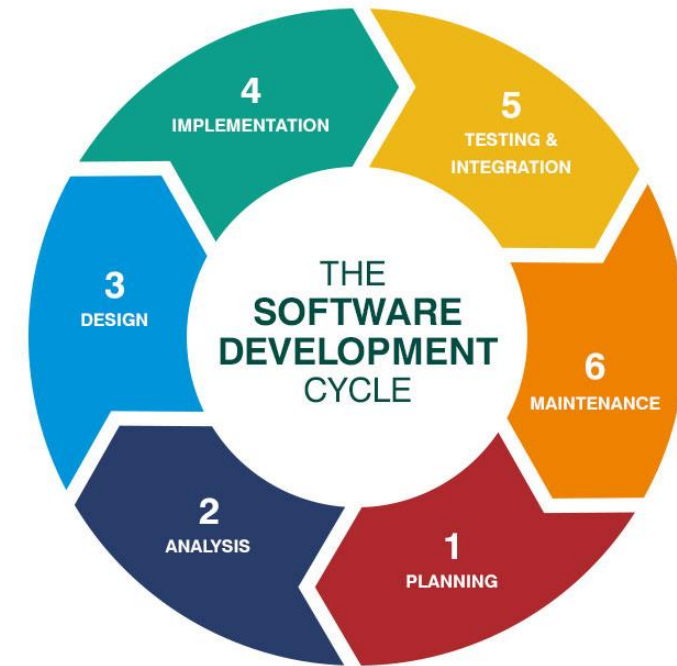 THE
SOFTWARE
DEVELOPMENT
CYCLE
1
PLANNING
2
ANALYSIS
3
DESIGN
4
IMPLEMENTATION
5
TESTING &
INTEGRATION
6
MAINTENANCE